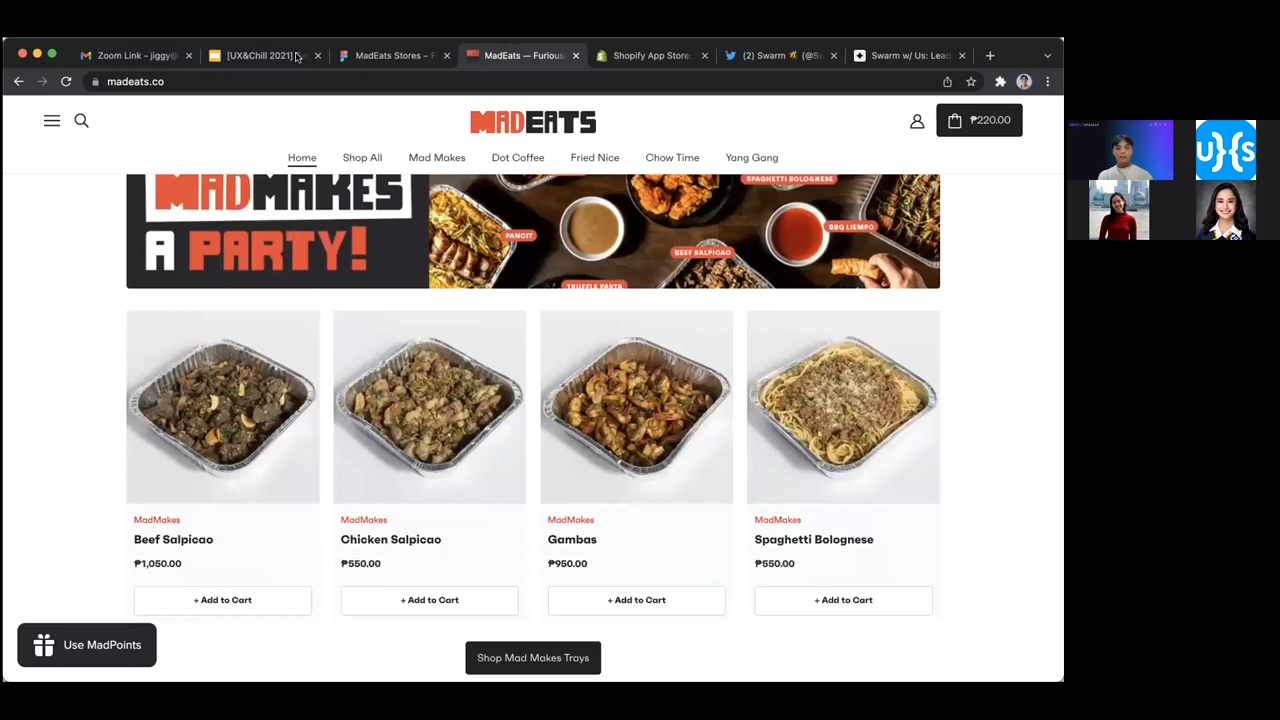 Zoom Link - jiggy@
[UX&Chill 2021]
MadEats Stores – F
MadEats — Furious
Shopify App Store:
(2) Swarm 🐝 (@Sw
Swarm w/ Us: Lead
madeats.co
MADEATS
₱220.00
Home
Shop All
Mad Makes
Dot Coffee
Fried Nice
Chow Time
Yang Gang
MADMAKES
A PARTY!
SPAGHETTI BOLOGNESE
PANCIT
BBQ LIEMPO
BEEF SALPICAO
TRUFFLE PASTA
MadMakes
Beef Salpicao
₱1,050.00
+ Add to Cart
MadMakes
Chicken Salpicao
₱550.00
+ Add to Cart
MadMakes
Gambas
₱950.00
+ Add to Cart
MadMakes
Spaghetti Bolognese
₱550.00
+ Add to Cart
Use MadPoints
Shop Mad Makes Trays